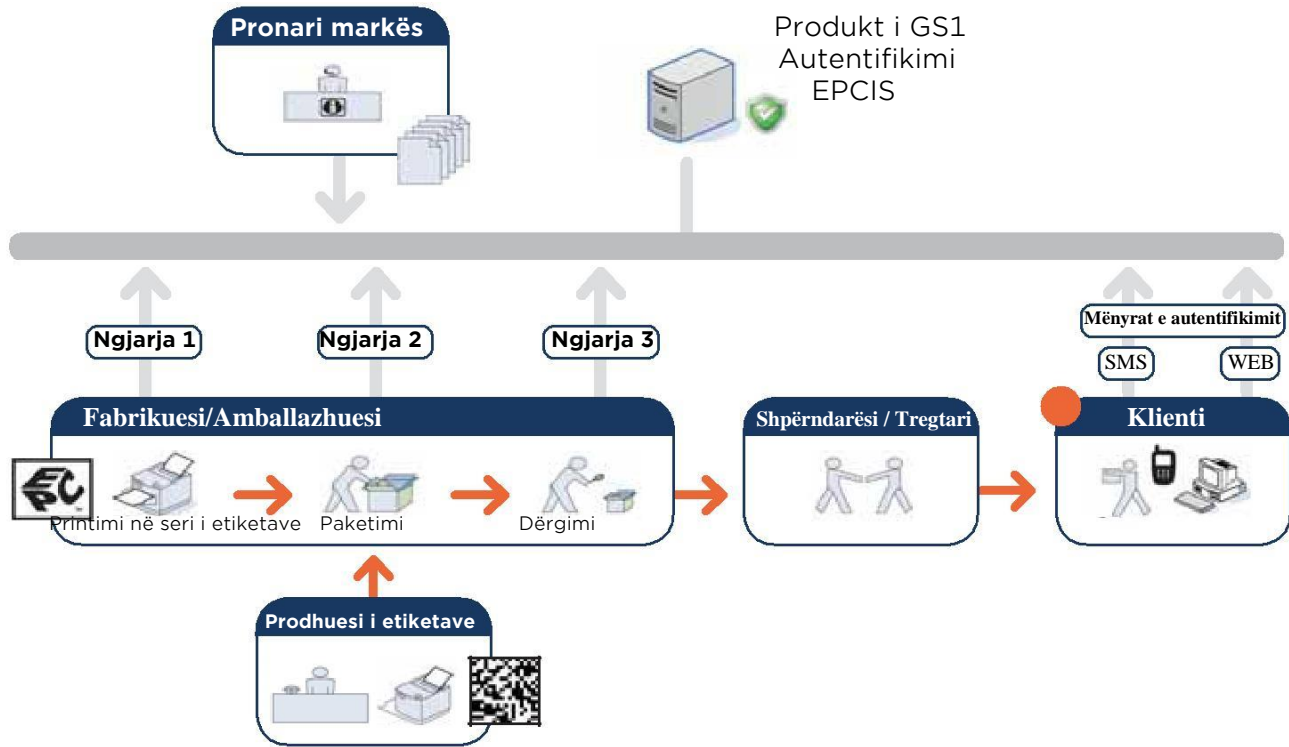 Pronari markës
Produkt i GS1
Autentifikimi
EPCIS
Ngjarja 1
Ngjarja 2
Ngjarja 3
Mënyrat e autentifikimit
SMS
WEB
Fabrikuesi/Amballazhuesi
Shpërndarësi / Tregtari
Klienti
EPC
Printimi në seri i etiketave
Paketimi
Dërgimi
Prodhuesi i etiketave